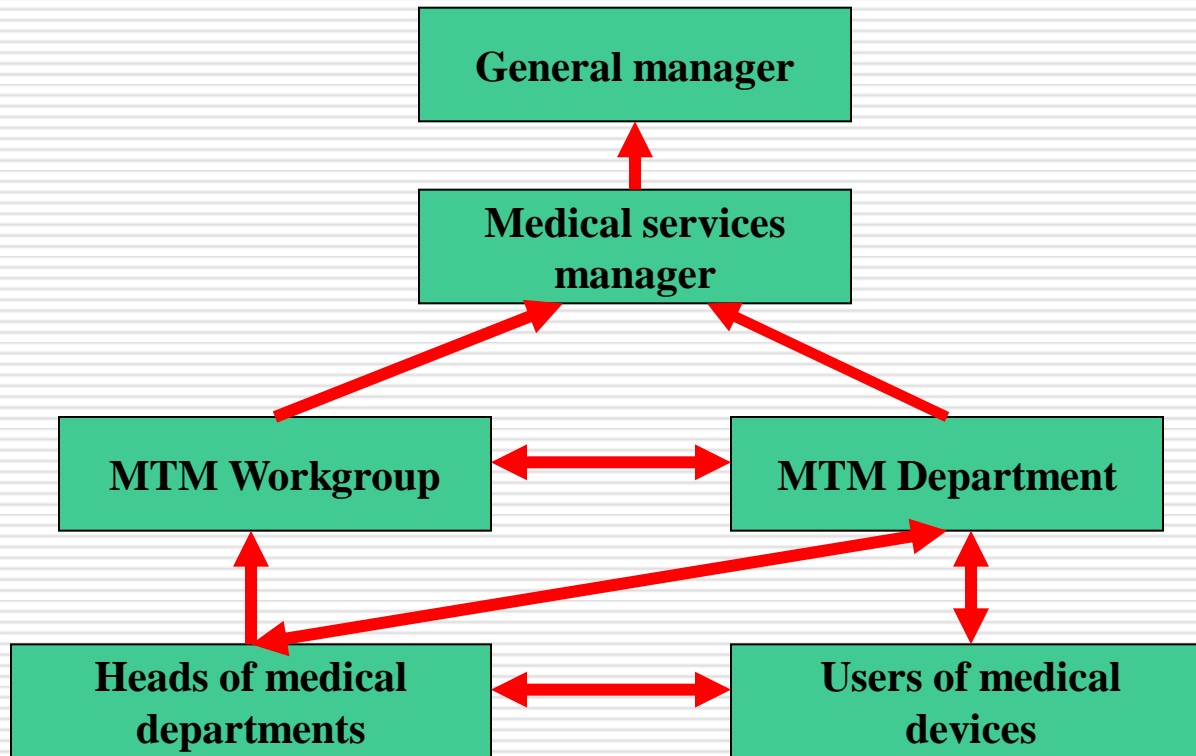 General manager
Medical services
manager
MTM Workgroup
MTM Department
Heads of medical
departments
Users of medical
devices